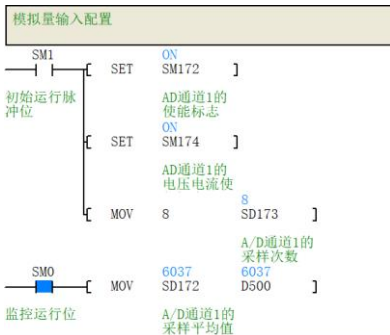 模拟量输入配置
SM1 ON
[ SET SM172 ]
初始运行脉冲位 AD通道1的使能标志
ON
[ SET SM174 ]
AD通道1的电压电流使
8
[ MOV 8 SD173 ]
A/D通道1的采样次数
SM0 6037 6037
[ MOV SD172 D500 ]
监控运行位 A/D通道1的采样平均值